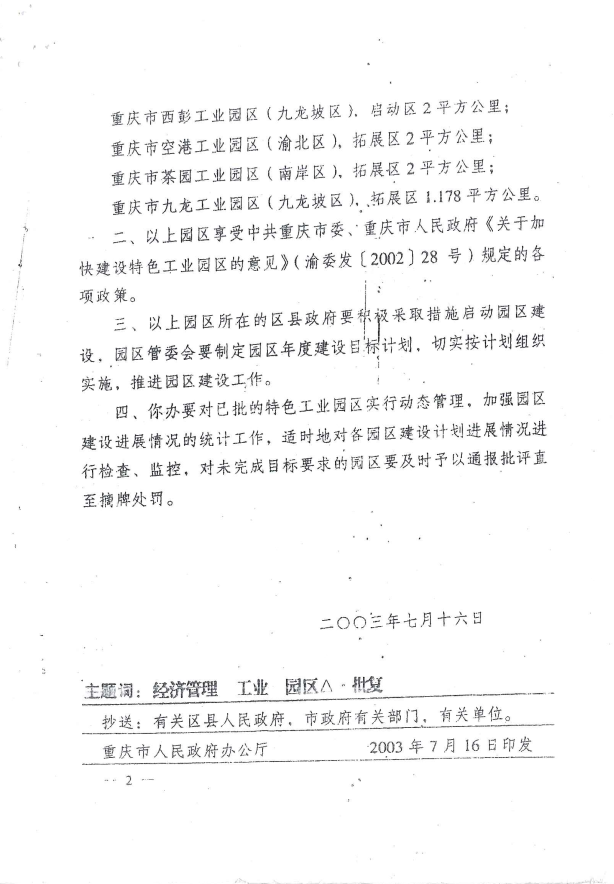 重庆市西彭工业园区（九龙坡区），启动区2平方公里；
重庆市空港工业园区（渝北区），拓展区2平方公里；
重庆市茶园工业园区（南岸区），拓展区2平方公里；
重庆市九龙工业园区（九龙坡区），拓展区1.178平方公里。
二、以上园区享受中共重庆市委、重庆市人民政府《关于加
快建设特色工业园区的意见》（渝委发〔2002〕28 号）规定的各
项政策。
三、以上园区所在的区县政府要积极采取措施启动园区建
设，园区管委会要制定园区年度建设目标计划，切实按计划组织
实施，推进园区建设工作。
四、你办要对已批的特色工业园区实行动态管理，加强园区
建设进展情况的统计工作，适时地对各园区建设计划进展情况进
行检查、监控，对未完成目标要求的园区要及时予以通报批评直
至摘牌处罚。
二〇〇三年七月十六日
主题词：经济管理 工业 园区△ 批复
抄送：有关区县人民政府，市政府有关部门，有关单位。
重庆市人民政府办公厅 2003年7月16日印发
— 2 —